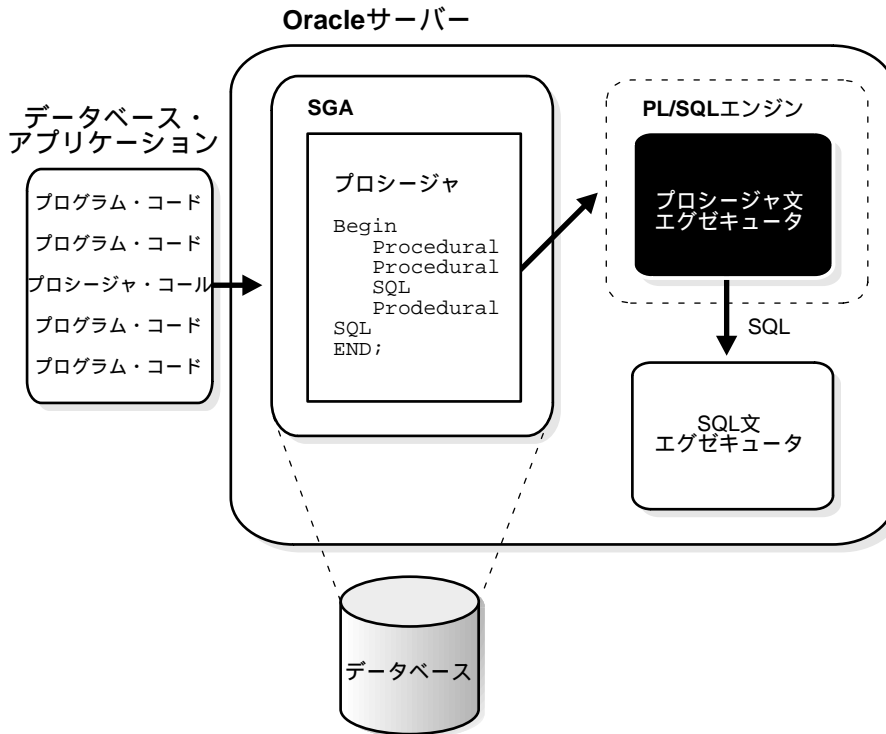 Oracleサーバー
データベース・
アプリケーション
プログラム・コード
プログラム・コード
プロシージャ・コール
プログラム・コード
プログラム・コード
SGA
プロシージャ
Begin
Procedural
Procedural
SQL
Prodedural
SQL
END;
PL/SQLエンジン
プロシージャ文
エグゼキュータ
SQL
SQL文
エグゼキュータ
データベース